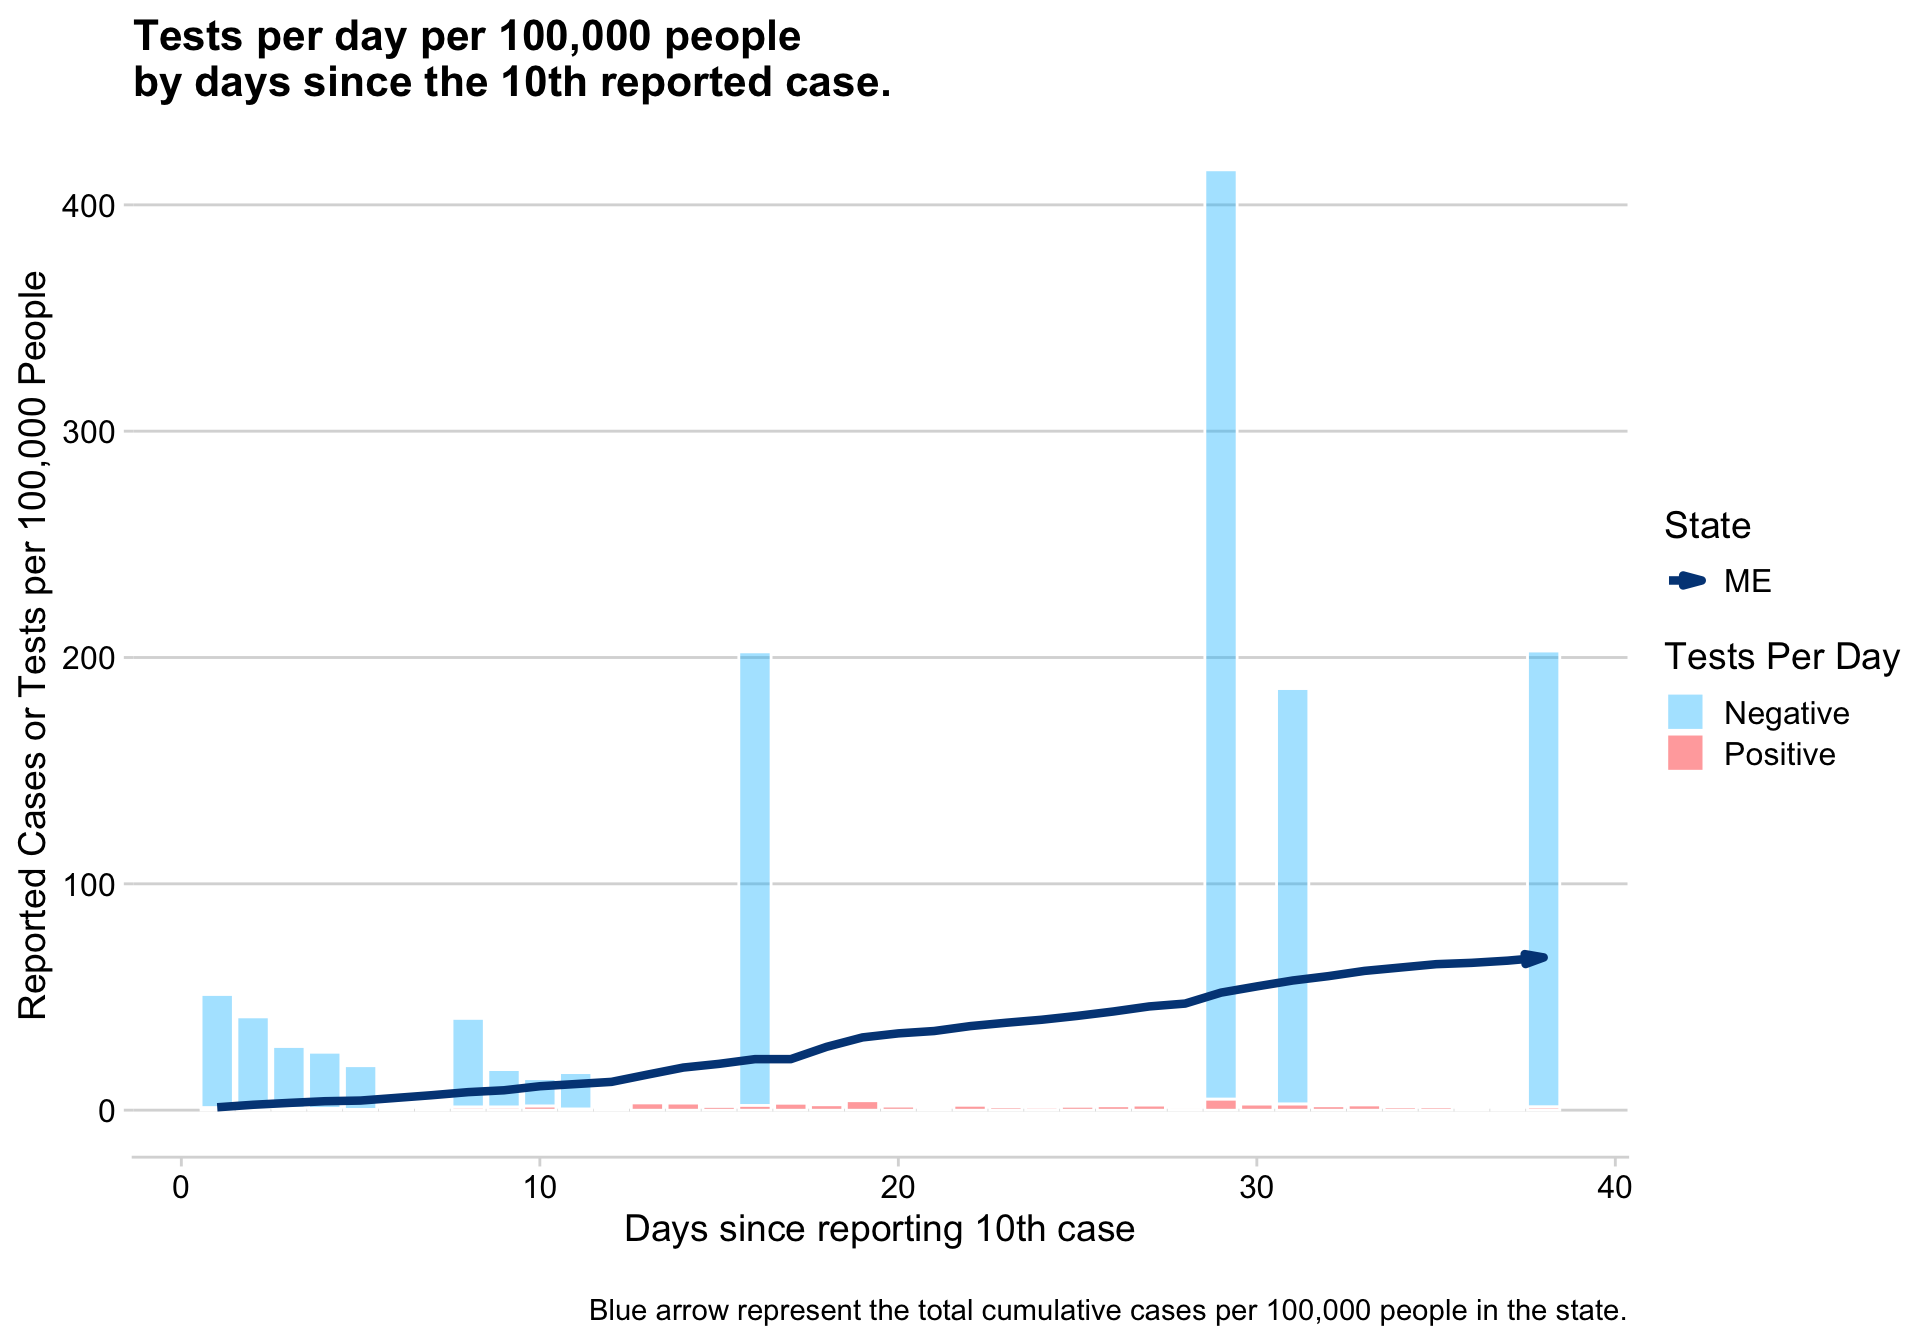 Tests per day per 100,000 people
by days since the 10th reported case.
Reported Cases or Tests per 100,000 People
400
300
200
100
0
0
10
20
30
40
Days since reporting 10th case
State
ME
Tests Per Day
Negative
Positive
Blue arrow represent the total cumulative cases per 100,000 people in the state.